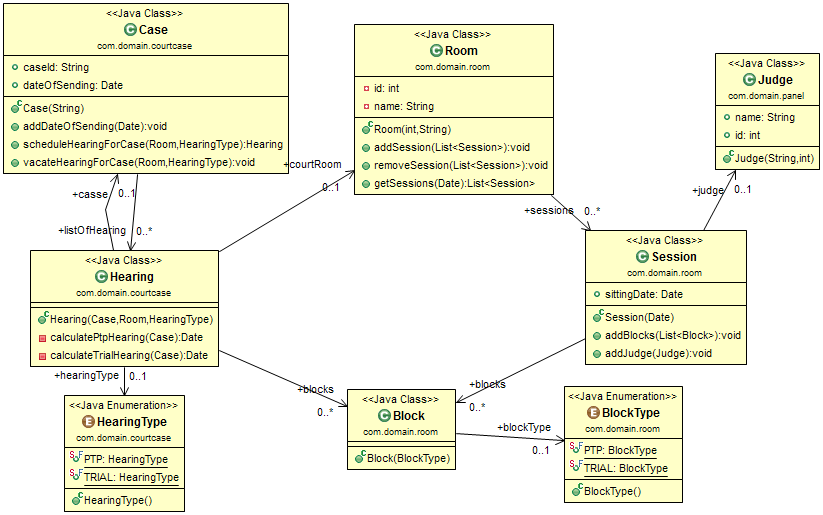 <<Java Class>>
Case
com.domain.courtcase
caseId: String
dateOfSending: Date
Case(String)
addDateOfSending(Date):void
scheduleHearingForCase(Room,HearingType):Hearing
vacateHearingForCase(Room,HearingType):void
<<Java Class>>
Room
com.domain.room
id: int
name: String
Room(int,String)
addSession(List<Session>):void
removeSession(List<Session>):void
getSessions(Date):List<Session>
<<Java Class>>
Judge
com.domain.panel
name: String
id: int
Judge(String,int)
+casse
0..1
+listOfHearing
0..*
+courtRoom
0..1
+sessions
0..*
+judge
0..1
<<Java Class>>
Hearing
com.domain.courtcase
Hearing(Case,Room,HearingType)
calculatePtpHearing(Case):Date
calculateTrialHearing(Case):Date
<<Java Class>>
Session
com.domain.room
sittingDate: Date
Session(Date)
addBlocks(List<Block>):void
addJudge(Judge):void
+hearingType
0..1
+blocks
0..*
+blocks
0..*
<<Java Enumeration>>
HearingType
com.domain.courtcase
PTP: HearingType
TRIAL: HearingType
HearingType()
<<Java Class>>
Block
com.domain.room
Block(BlockType)
+blockType
0..1
<<Java Enumeration>>
BlockType
com.domain.room
PTP: BlockType
TRIAL: BlockType
BlockType()